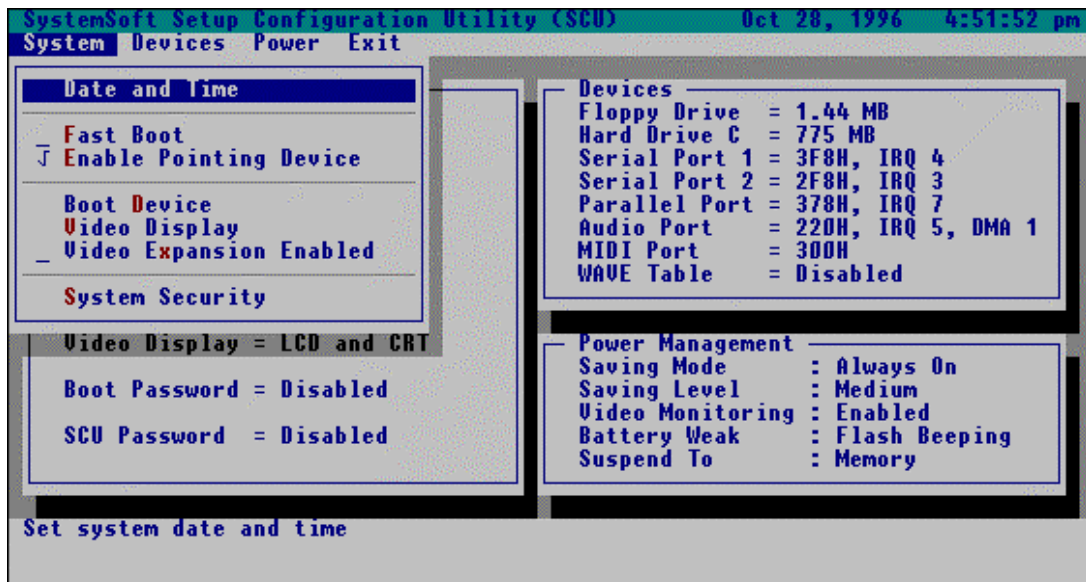 SystemSoft Setup Configuration Utility (SCU) Oct 28, 1996 4:51:52 pm
System Devices Power Exit
Date and Time
_ Fast Boot
√ Enable Pointing Device
Boot Device
Video Display
_ Video Expansion Enabled
System Security
Video Display = LCD and CRT
Boot Password = Disabled
SCU Password = Disabled
Devices
Floppy Drive = 1.44 MB
Hard Drive C = 775 MB
Serial Port 1 = 3F8H, IRQ 4
Serial Port 2 = 2F8H, IRQ 3
Parallel Port = 378H, IRQ 7
Audio Port = 220H, IRQ 5, DMA 1
MIDI Port = 300H
WAVE Table = Disabled
Power Management
Saving Mode : Always On
Saving Level : Medium
Video Monitoring : Enabled
Battery Weak : Flash Beeping
Suspend To : Memory
Set system date and time